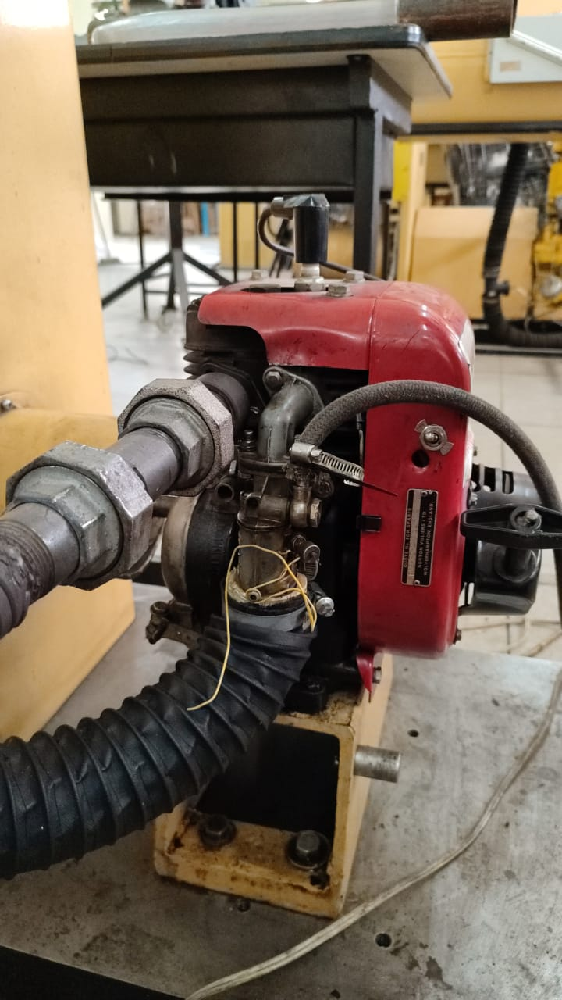 QUOTE No. FOR SPARES
NORTON VILLIERS LTD
WOLVERHAMPTON, ENGLAND.